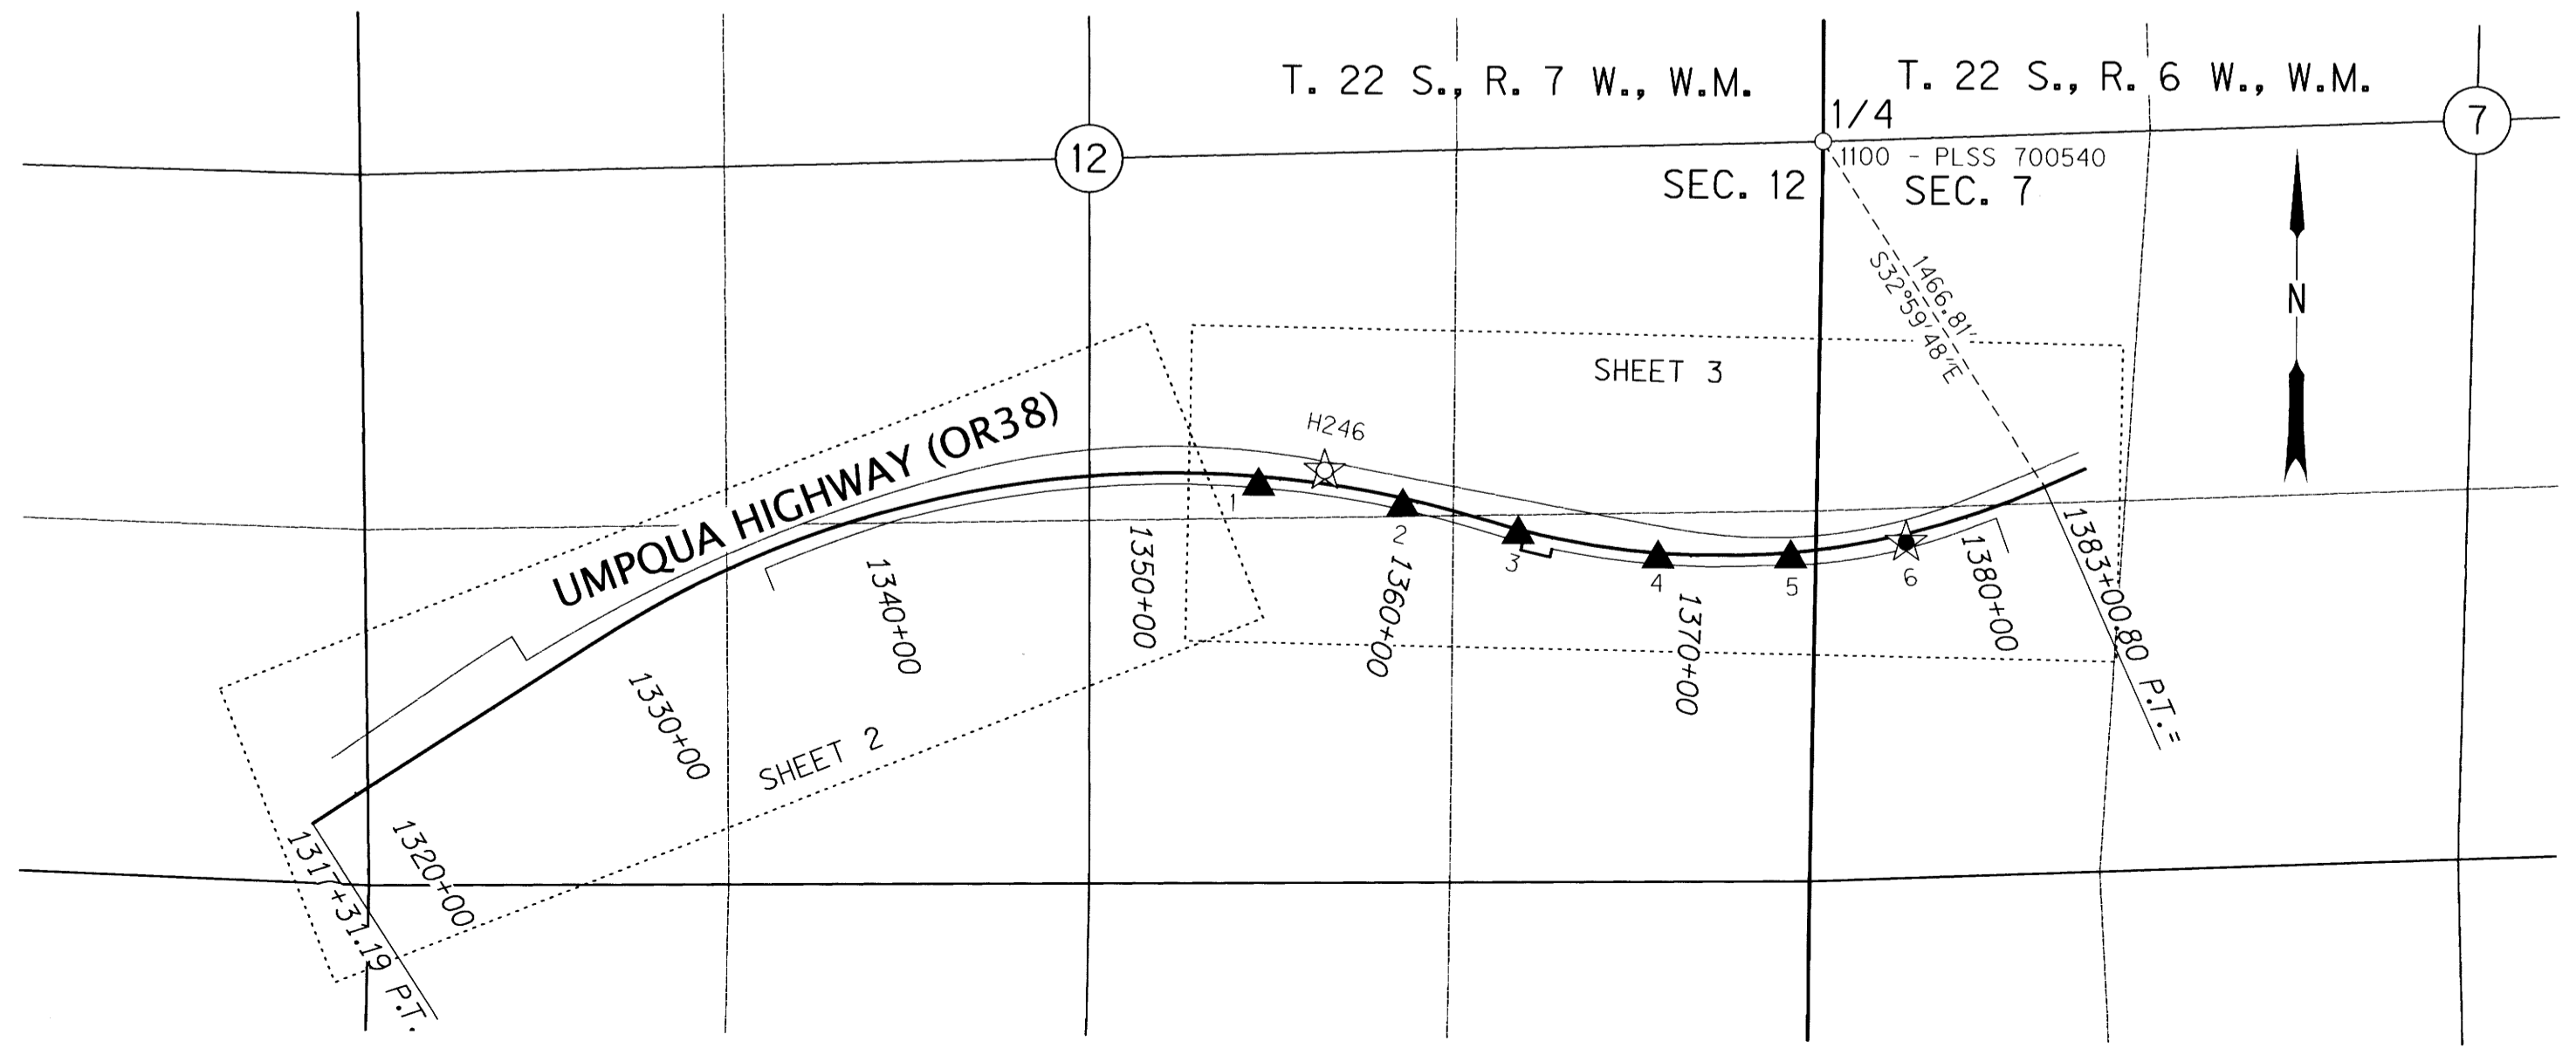 T. 22 S., R. 7 W., W.M.
T. 22 S., R. 6 W., W.M.
1/4
7
12
1100 - PLSS 700540
SEC. 12
SEC. 7
1466.81'
S32°59'48"E
N
SHEET 3
UMPQUA HIGHWAY (OR38)
H246
1
2
3
4
5
6
1317+31.19 P.T.
1320+00
1330+00
1340+00
1350+00
1360+00
1370+00
1380+00
1383+00.80 P.T.=
SHEET 2